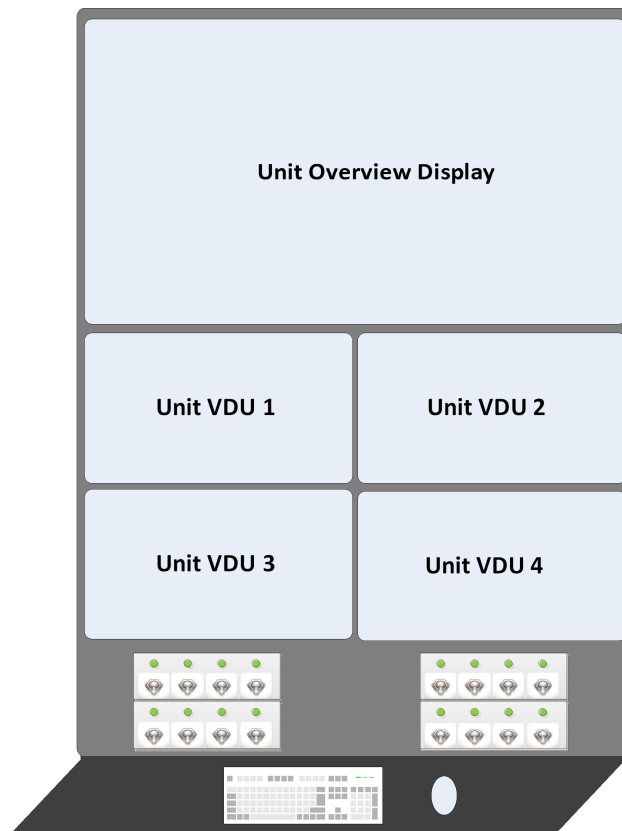 Unit Overview Display
Unit VDU 1
Unit VDU 2
Unit VDU 3
Unit VDU 4